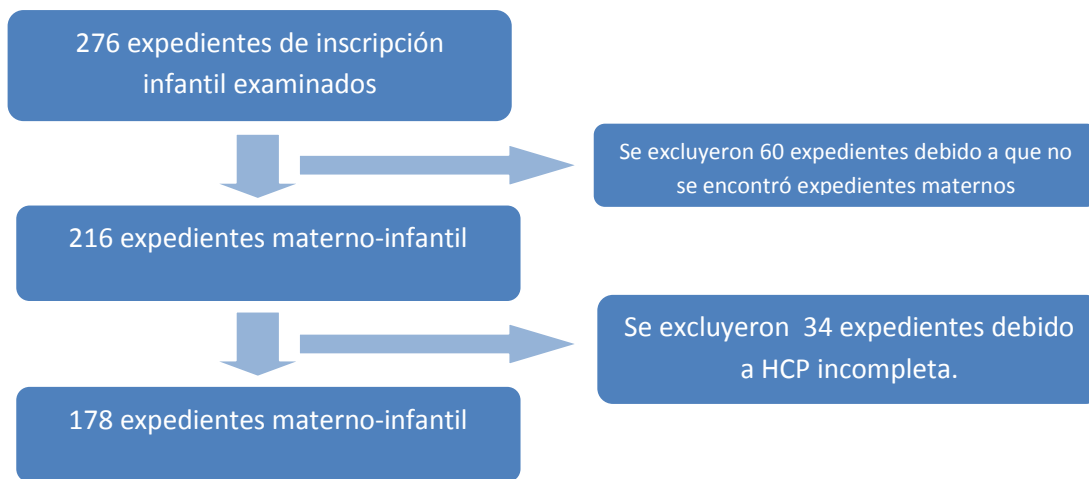 276 expedientes de inscripción
infantil examinados
Se excluyeron 60 expedientes debido a que no
se encontró expedientes maternos
216 expedientes materno-infantil
Se excluyeron  34 expedientes debido
a HCP incompleta.
178 expedientes materno-infantil